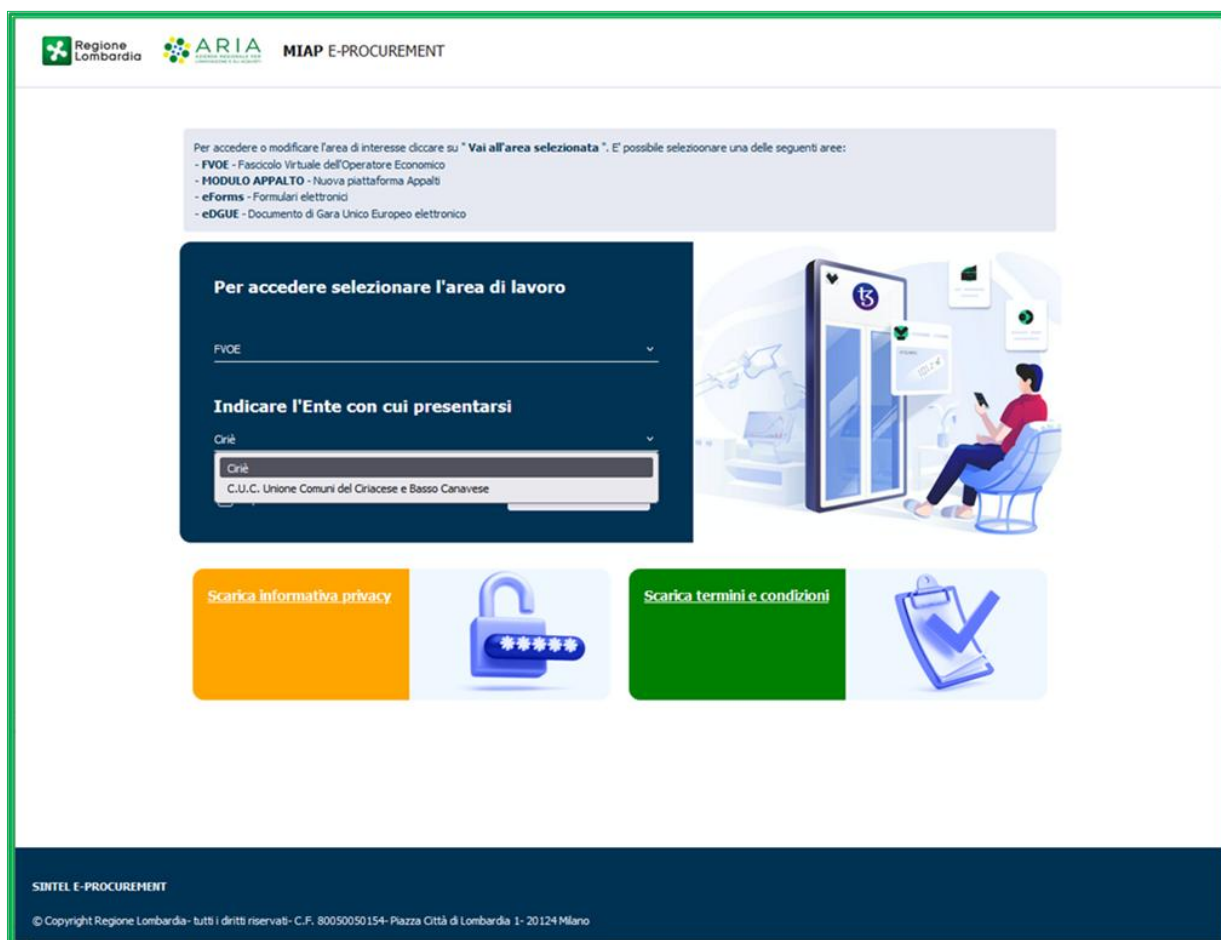 Regione
Lombardia
ARIA
MIAP E-PROCUREMENT
Per accedere o modificare l'area di interesse cliccare su " Vai all'area selezionata ". E' possibile selezioonare una delle seguenti aree:
- FVOE - Fascicolo Virtuale dell'Operatore Economico
- MODULO APPALTO - Nuova piattaforma Appalti
- eForms - Formulari elettronici
- eDGUE - Documento di Gara Unico Europeo elettronico
Per accedere selezionare l'area di lavoro
FVOE
Indicare l'Ente con cui presentarsi
Ciriè
Ciriè
C.U.C. Unione Comuni del Ciriacese e Basso Canavese
Scarica informativa privacy
*****
Scarica termini e condizioni
SINTEL E-PROCUREMENT
© Copyright Regione Lombardia- tutti i diritti riservati- C.F. 80050050154- Piazza Città di Lombardia 1- 20124 Milano